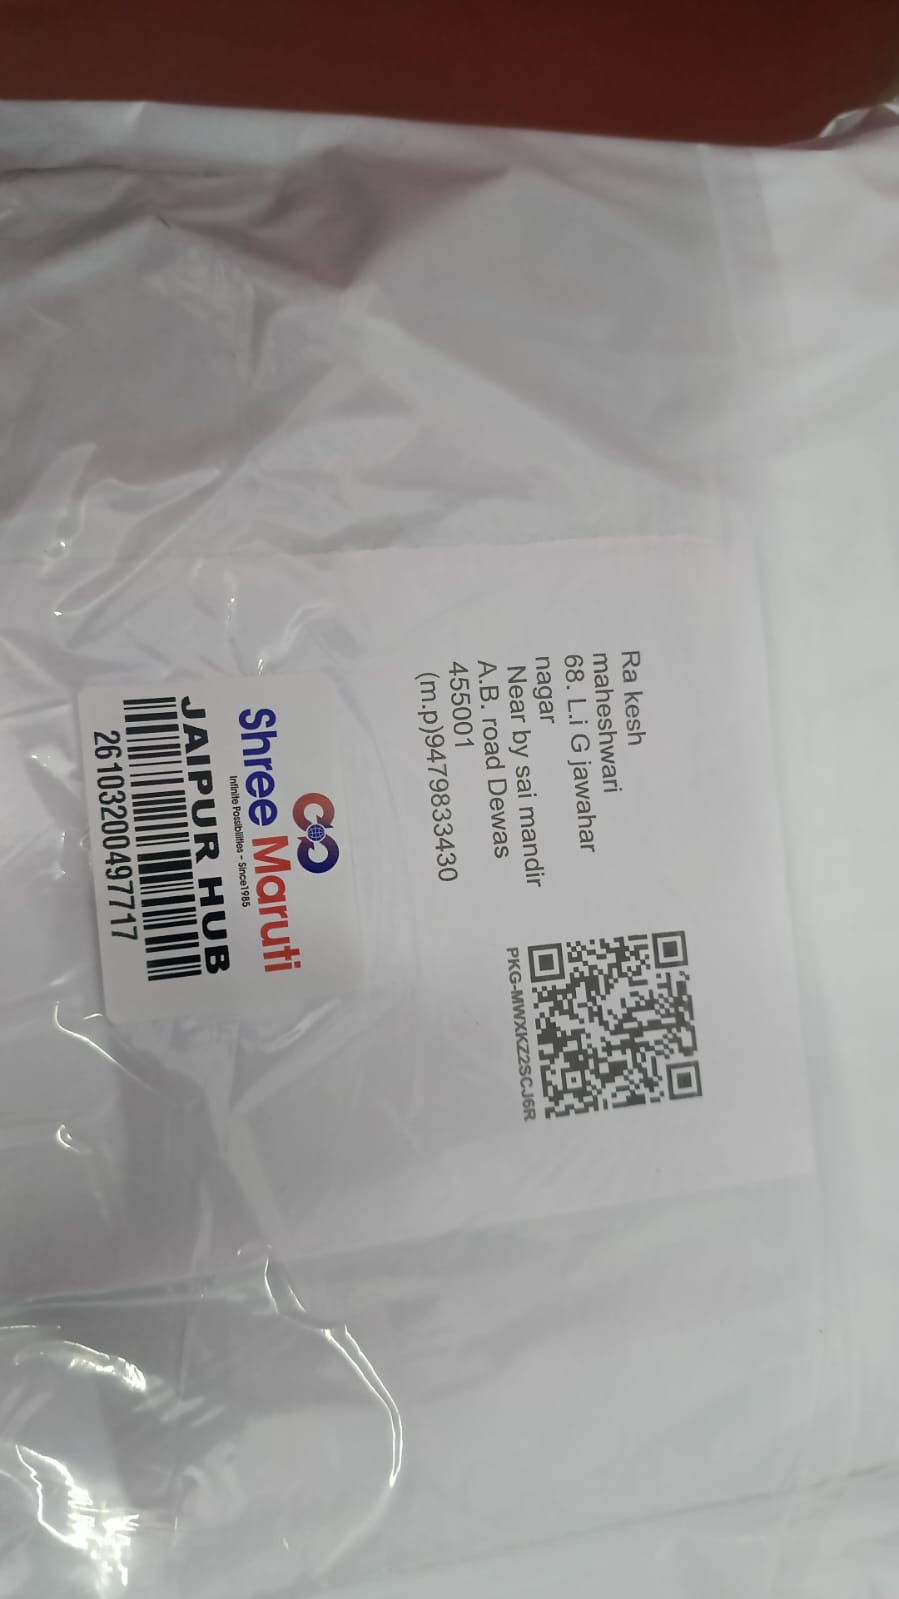 Ra kesh
maheshwari
68. L.i G jawahar
nagar
Near by sai mandir
A.B. road Dewas
455001
(m.p)9479833430
PKG-MWXKZ2SCJ6R
Shree Maruti
Infinite Possibilities - Since1985
JAIPUR HUB
26103200497717